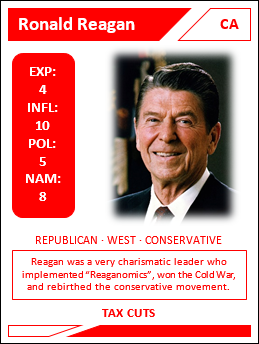 Ronald Reagan
CA
EXP:
4
INFL:
10
POL:
5
NAM:
8
REPUBLICAN · WEST · CONSERVATIVE
Reagan was a very charismatic leader who
implemented “Reaganomics”, won the Cold War,
and rebirthed the conservative movement.
TAX CUTS